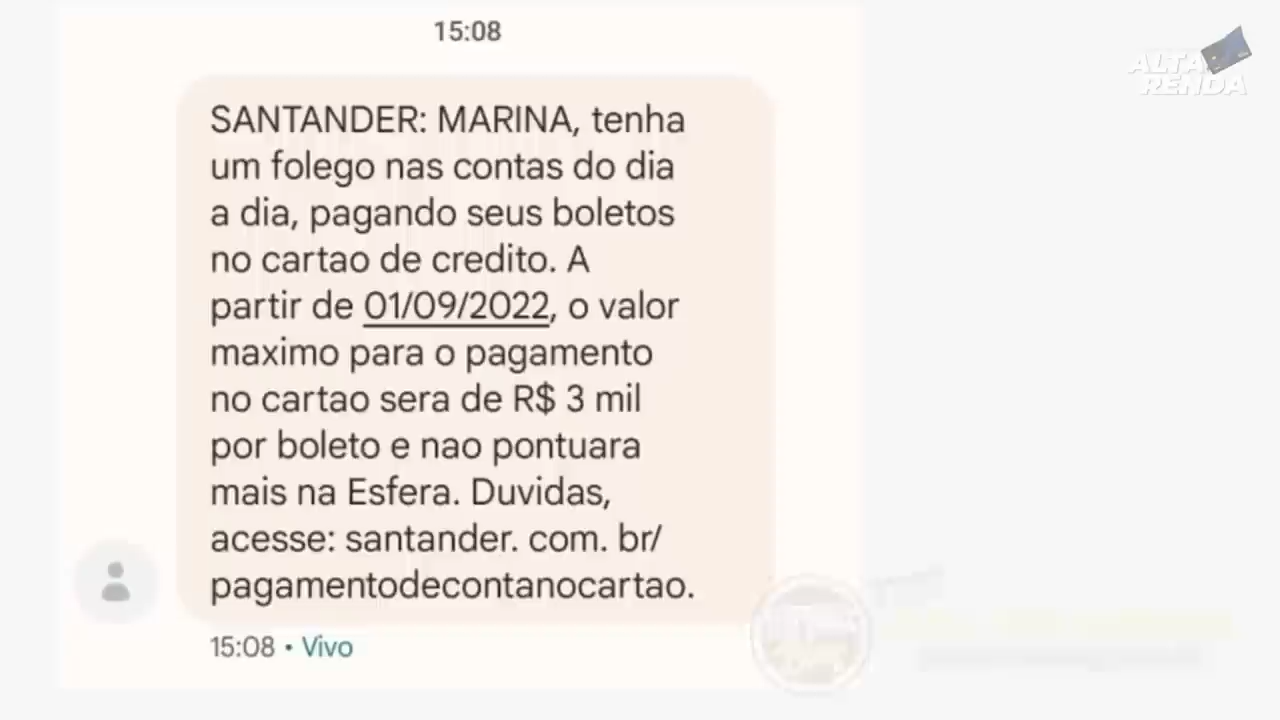 15:08
ALTA
RENDA
SANTANDER: MARINA, tenha
um folego nas contas do dia
a dia, pagando seus boletos
no cartao de credito. A
partir de 01/09/2022, o valor
maximo para o pagamento
no cartao sera de R$ 3 mil
por boleto e nao pontuara
mais na Esfera. Duvidas,
acesse: santander. com. br/
pagamentodecontanocartao.
15:08 • Vivo